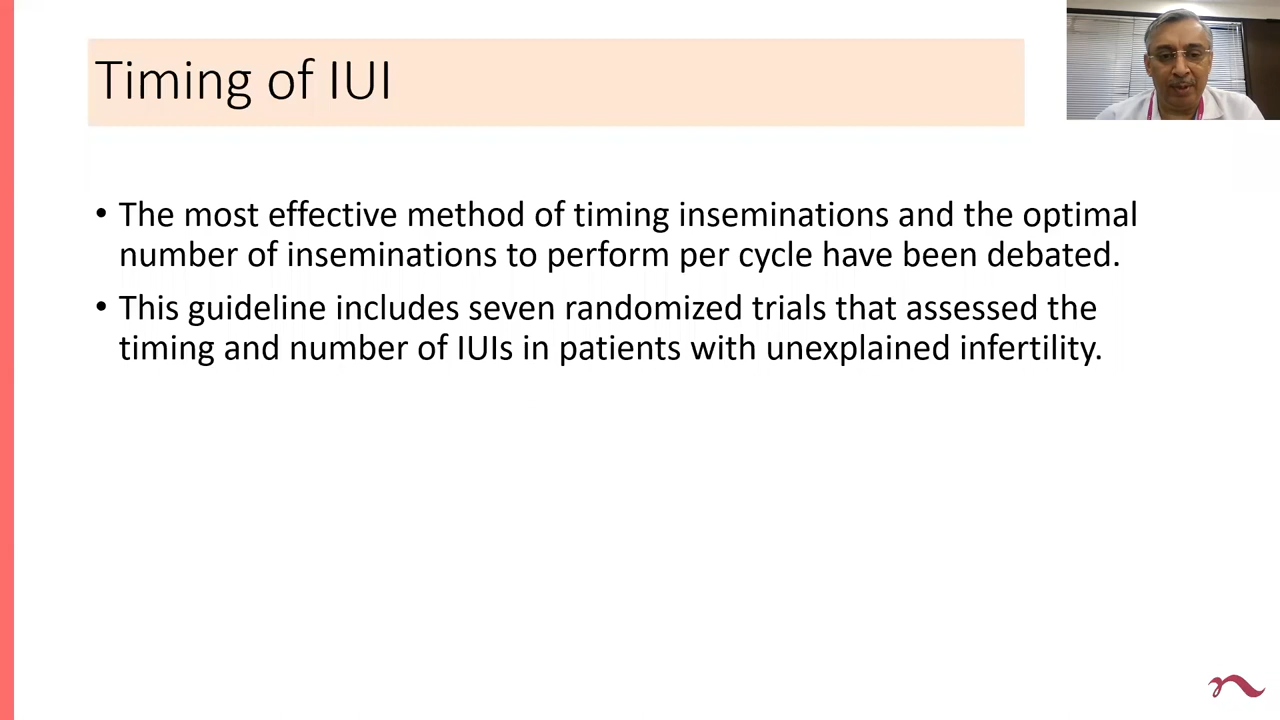 Timing of IUI
• The most effective method of timing inseminations and the optimal
number of inseminations to perform per cycle have been debated.
• This guideline includes seven randomized trials that assessed the
timing and number of IUIs in patients with unexplained infertility.